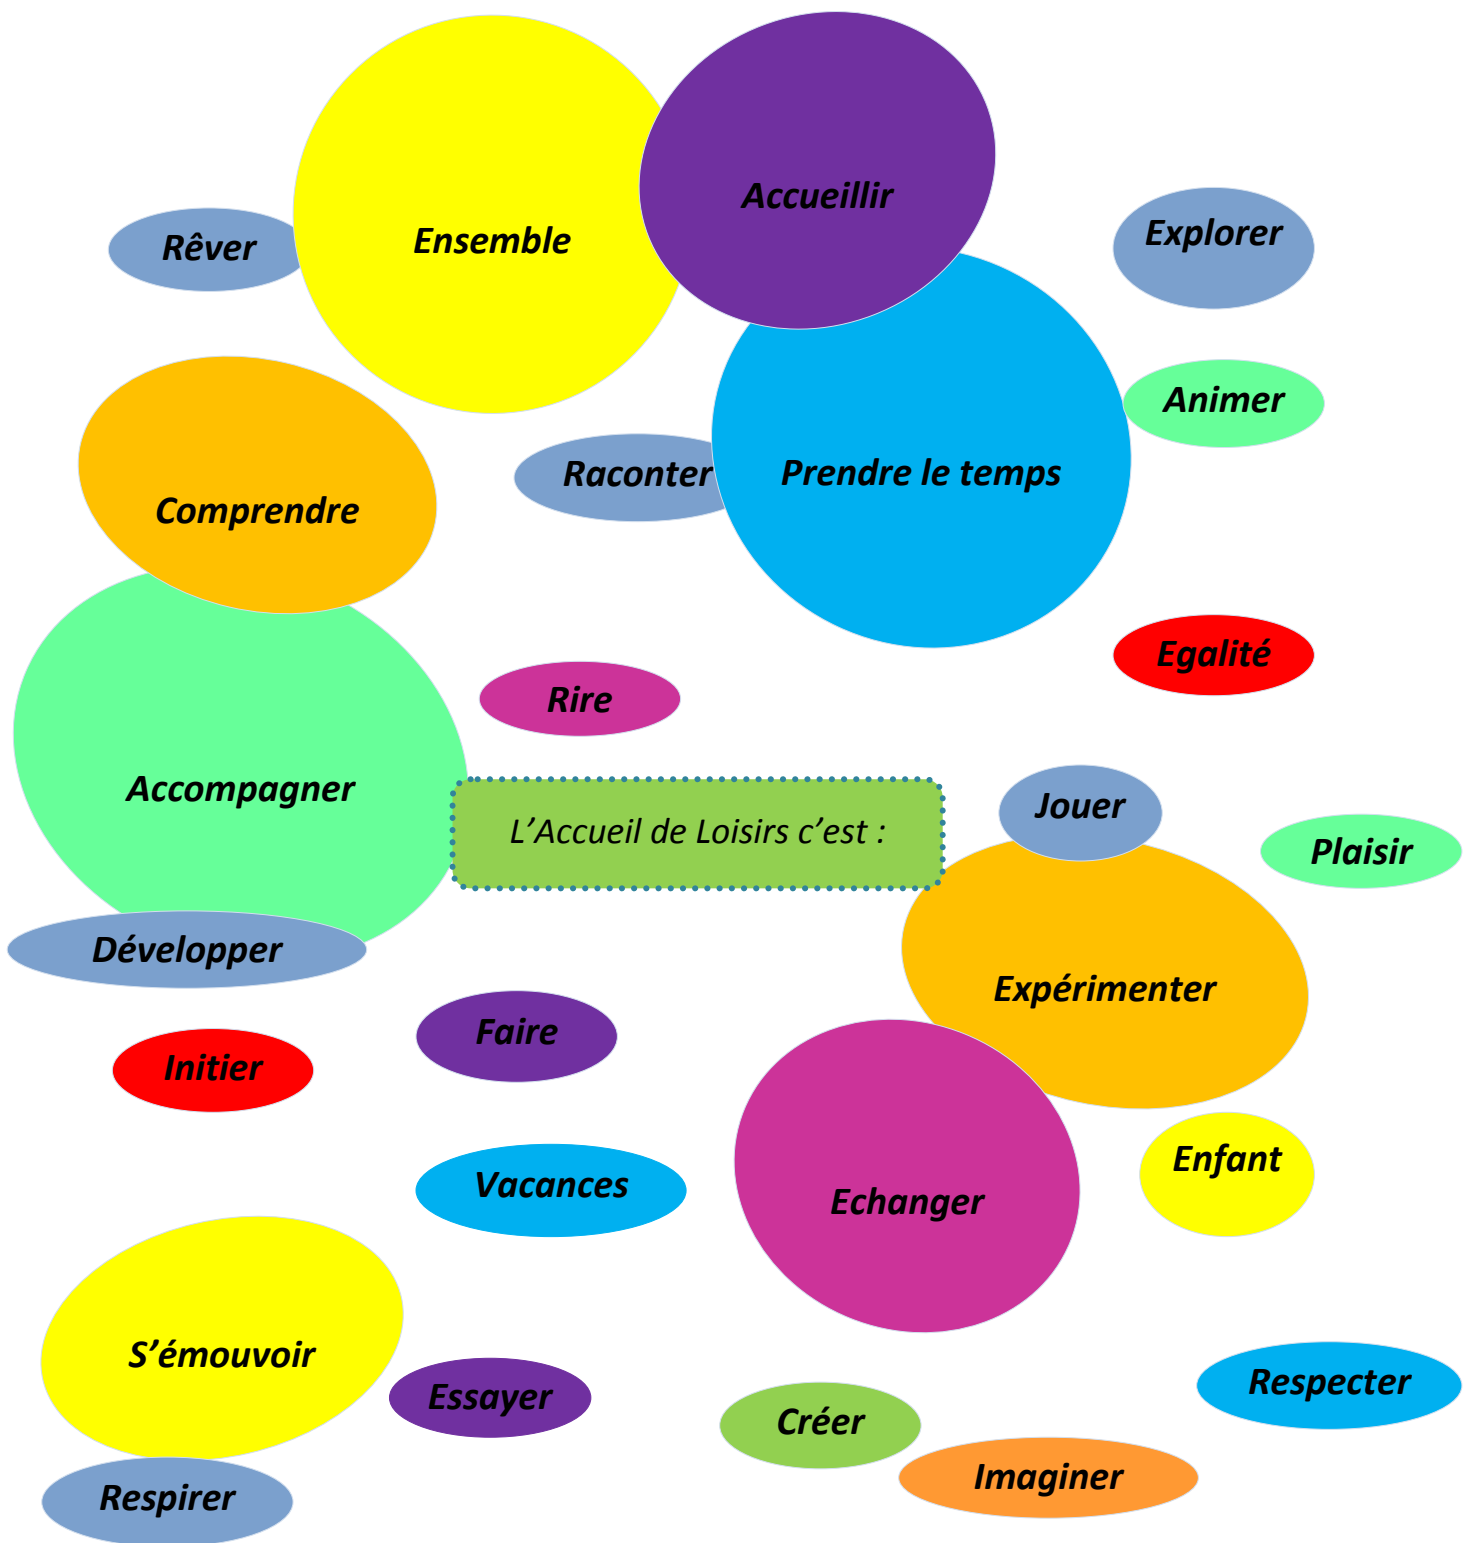 Accueillir
Explorer
Ensemble
Rêver
Animer
Prendre le temps
Raconter
Comprendre
Egalité
Rire
Accompagner
Jouer
L’Accueil de Loisirs c’est :
Plaisir
Développer
Expérimenter
Faire
Initier
Enfant
Vacances
Echanger
S’émouvoir
Respecter
Essayer
Créer
Imaginer
Respirer